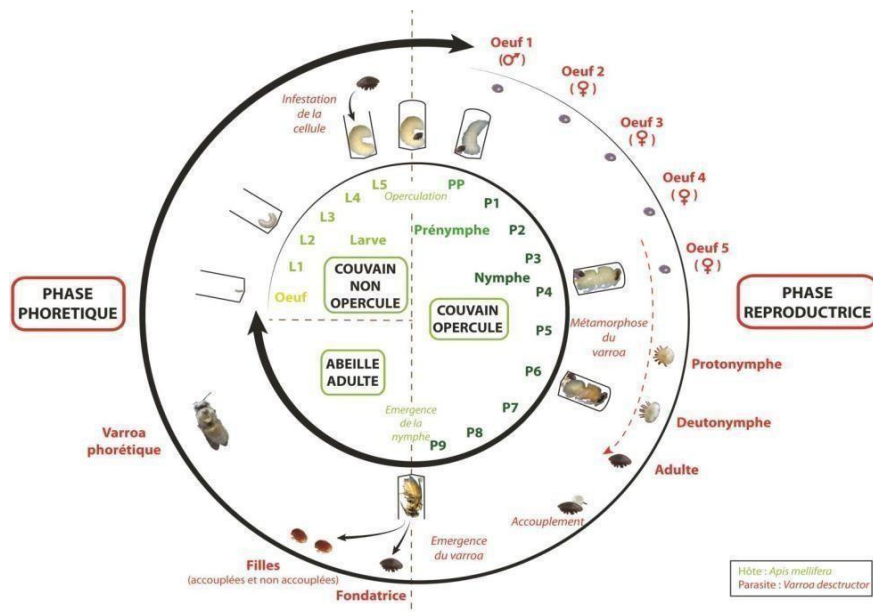 Oeuf 1
(♂)
Oeuf 2
(♀)
Oeuf 3
(♀)
Oeuf 4
(♀)
Oeuf 5
(♀)
Infestation
de la
cellule
L5
L4
L3
L2
L1
Oeuf
Larve
Operculation
PP
Prénymphe
P1
P2
P3
Nymphe
P4
P5
P6
P7
P8
P9
COUVAIN
NON
OPERCULE
COUVAIN
OPERCULE
ABEILLE
ADULTE
Emergence
de la
nymphe
PHASE
PHORETIQUE
PHASE
REPRODUCTRICE
Métamorphose
du
varroa
Protonymphe
Deutonymphe
Adulte
Accouplement
Varroa
phorétique
Emergence
du varroa
Filles
(accouplées et non accouplées)
Fondatrice
Hôte : Apis mellifera
Parasite : Varroa desctructor